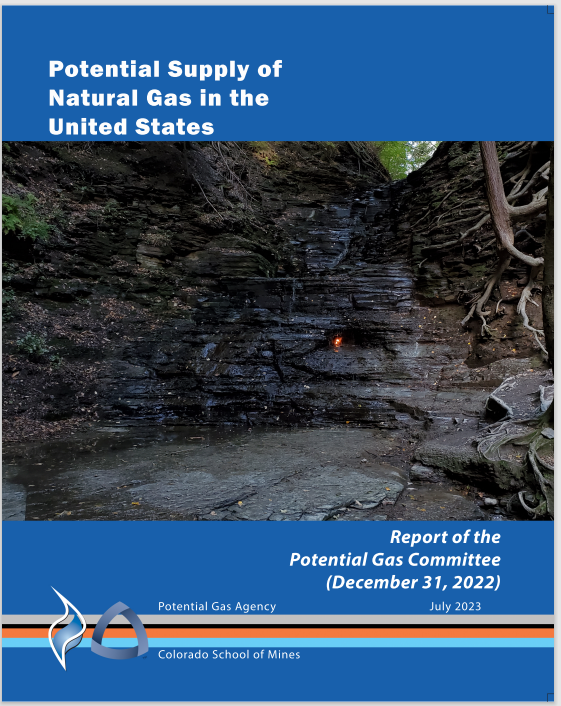 Potential Supply of
Natural Gas in the
United States
Report of the
Potential Gas Committee
(December 31, 2022)
Potential Gas Agency July 2023
Colorado School of Mines